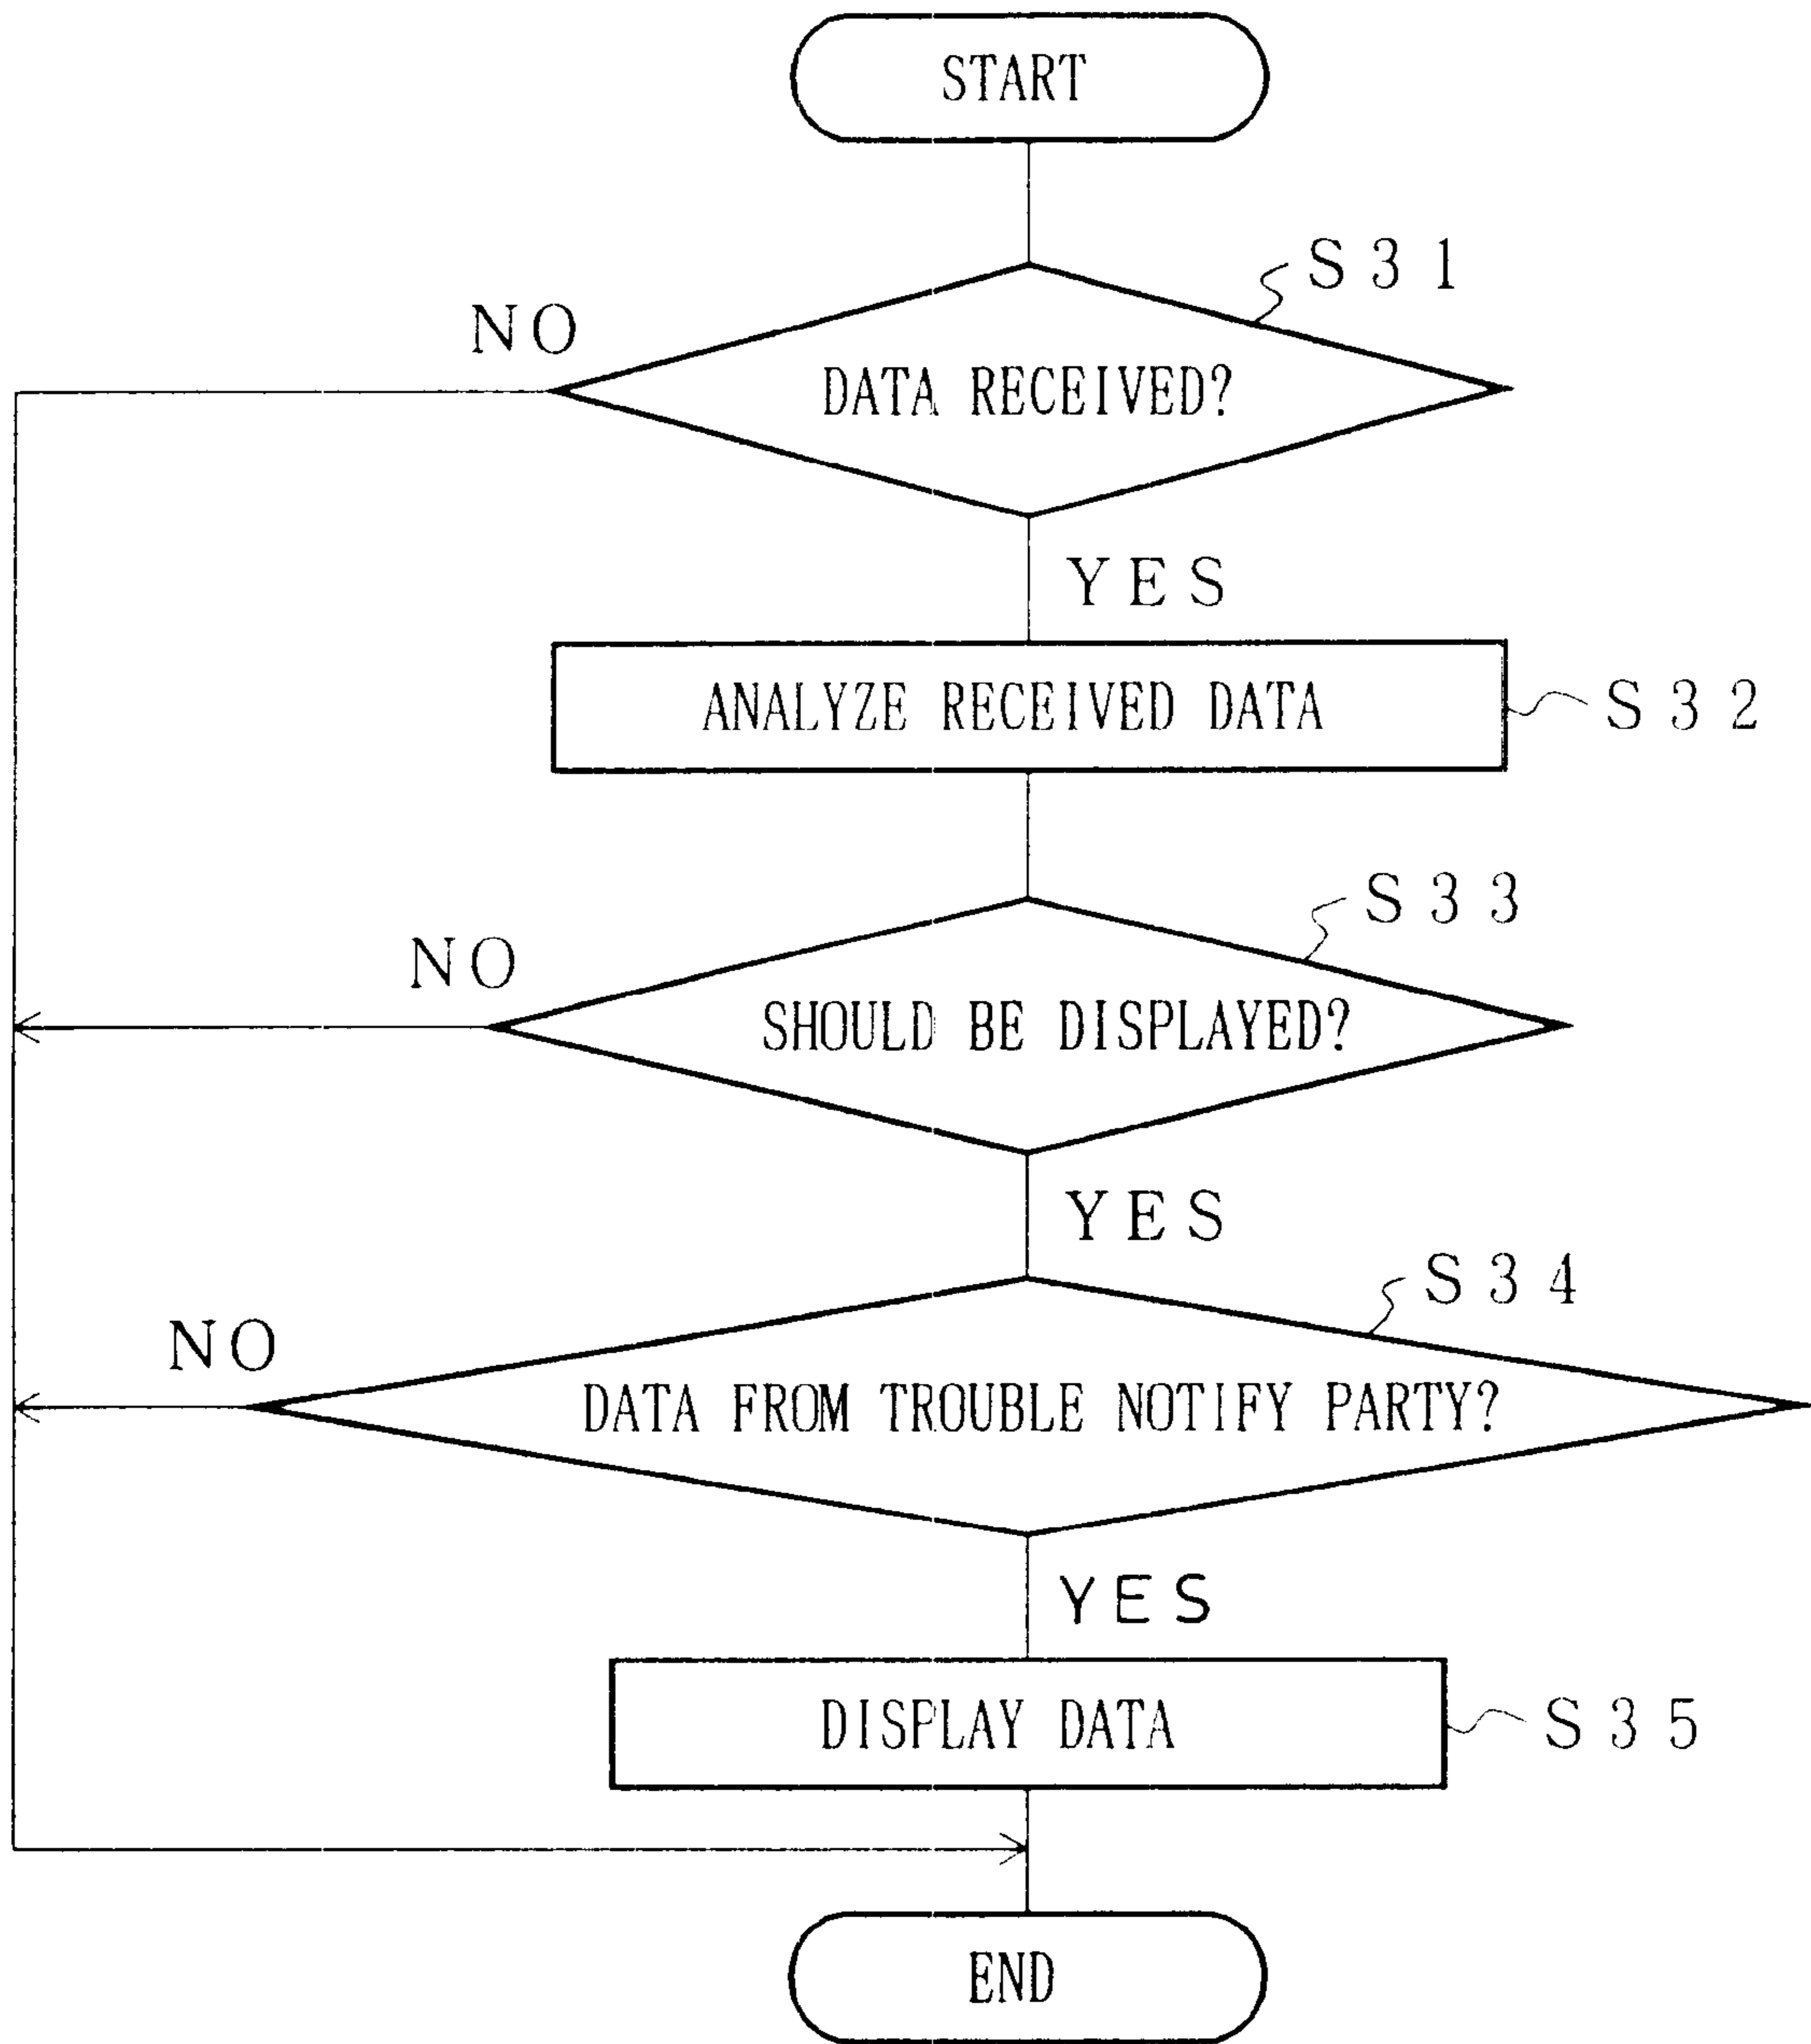 START
S31
NO
DATA RECEIVED?
YES
ANALYZE RECEIVED DATA
S32
S33
NO
SHOULD BE DISPLAYED?
YES
S34
NO
DATA FROM TROUBLE NOTIFY PARTY?
YES
DISPLAY DATA
S35
END